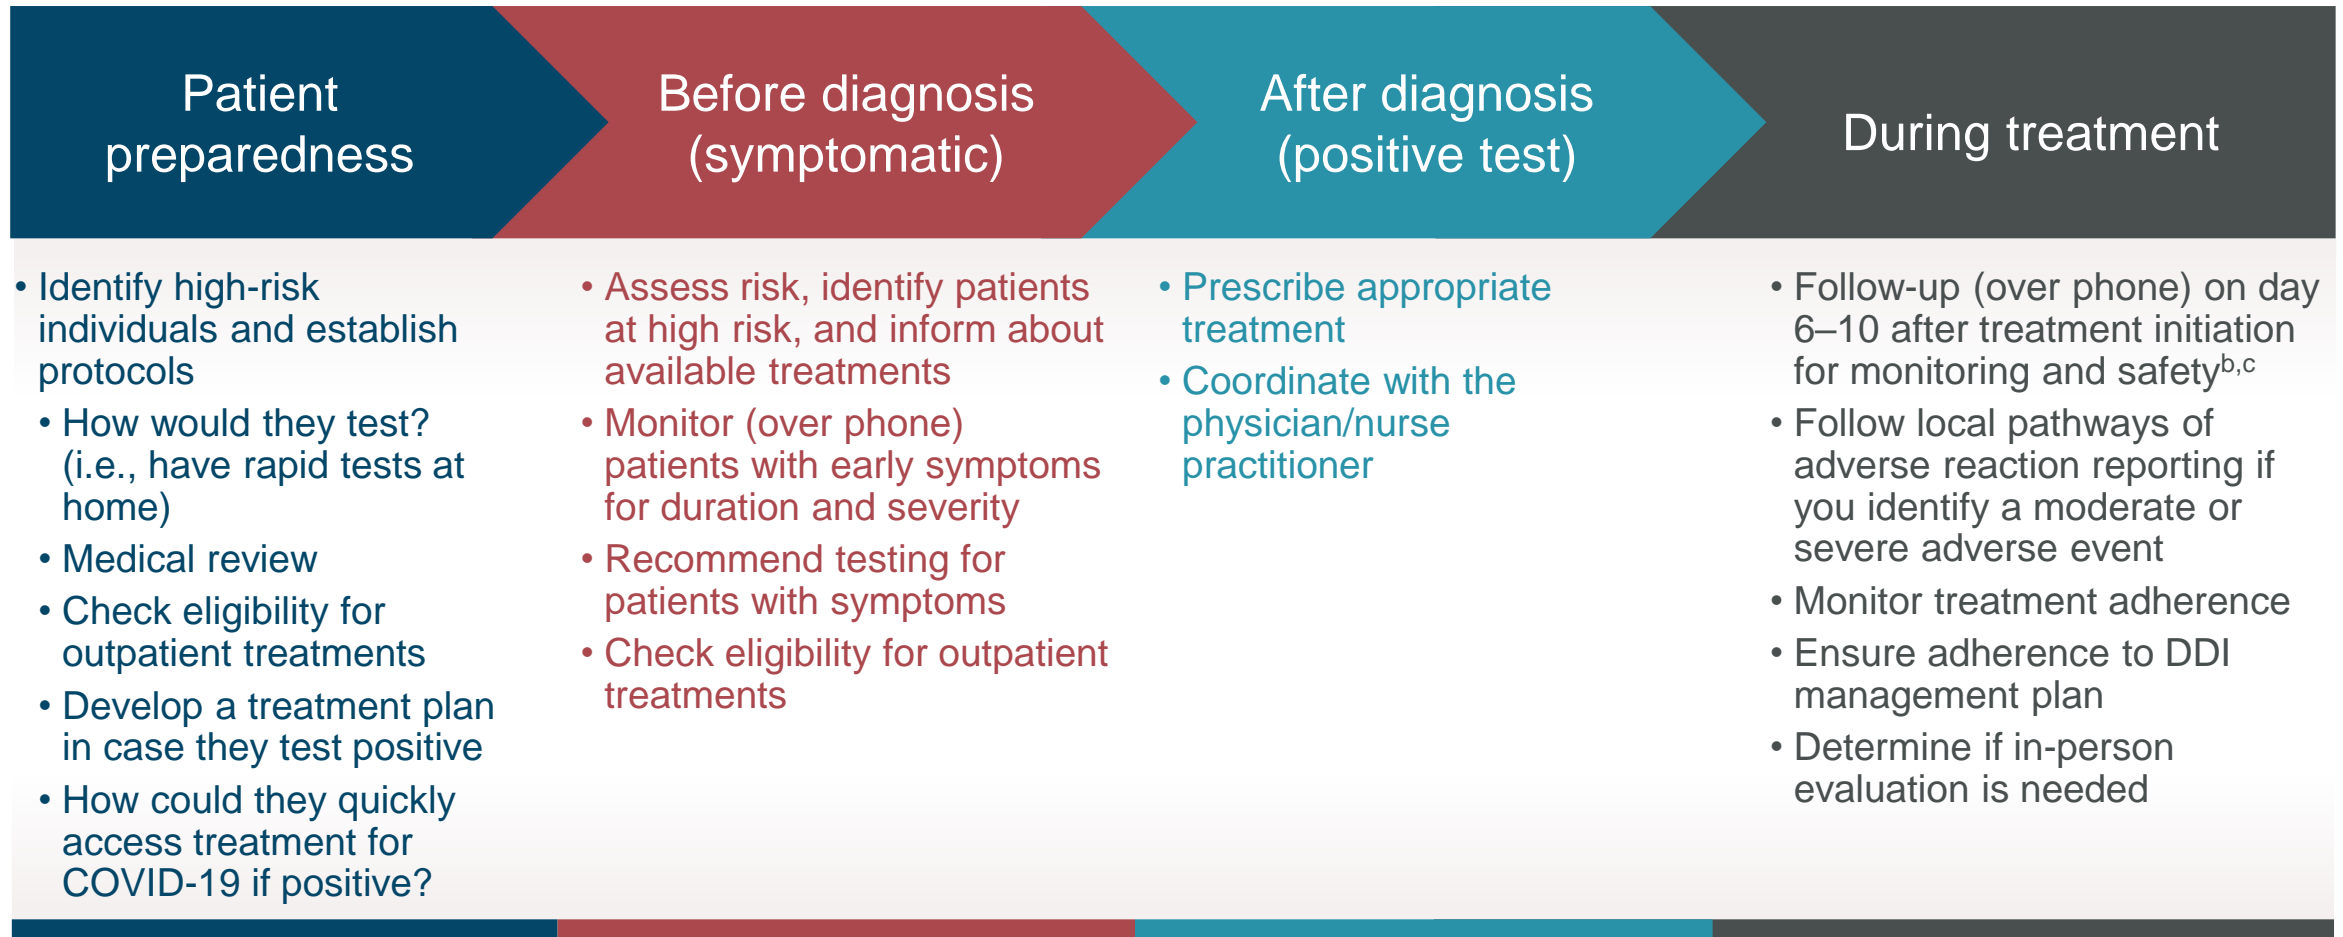 Patient
preparedness
Before diagnosis
(symptomatic)
After diagnosis
(positive test)
During treatment
• Identify high-risk
individuals and establish
protocols
• How would they test?
(i.e., have rapid tests at
home)
• Medical review
• Check eligibility for
outpatient treatments
• Develop a treatment plan
in case they test positive
• How could they quickly
access treatment for
COVID-19 if positive?
• Assess risk, identify patients
at high risk, and inform about
available treatments
• Monitor (over phone)
patients with early symptoms
for duration and severity
• Recommend testing for
patients with symptoms
• Check eligibility for outpatient
treatments
• Prescribe appropriate
treatment
• Coordinate with the
physician/nurse
practitioner
• Follow-up (over phone) on day
6–10 after treatment initiation
for monitoring and safetyb,c
• Follow local pathways of
adverse reaction reporting if
you identify a moderate or
severe adverse event
• Monitor treatment adherence
• Ensure adherence to DDI
management plan
• Determine if in-person
evaluation is needed